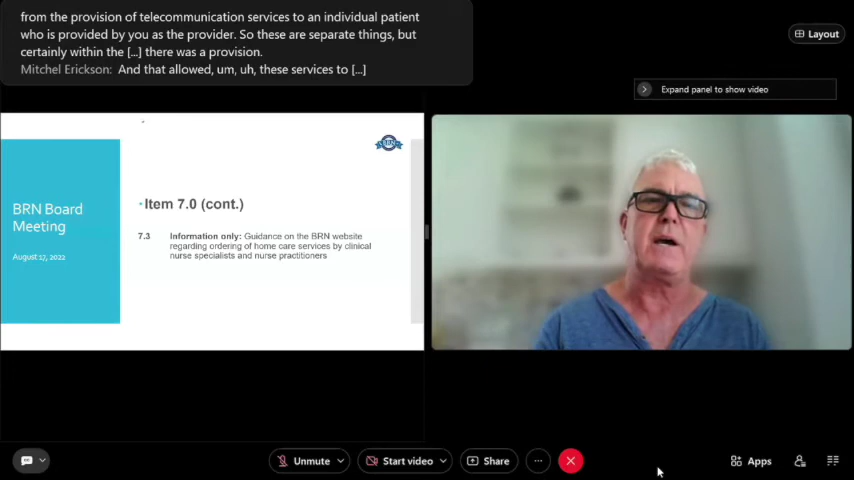 from the provision of telecommunication services to an individual patient
who is provided by you as the provider. So these are separate things, but
certainly within the [...] there was a provision.
Mitchel Erickson: And that allowed, um, uh, these services to [...]
Layout
Expand panel to show video
BRN
BRN Board
Meeting
August 17, 2022
Item 7.0 (cont.)
7.3 Information only: Guidance on the BRN website
regarding ordering of home care services by clinical
nurse specialists and nurse practitioners
Unmute
Start video
Share
Apps